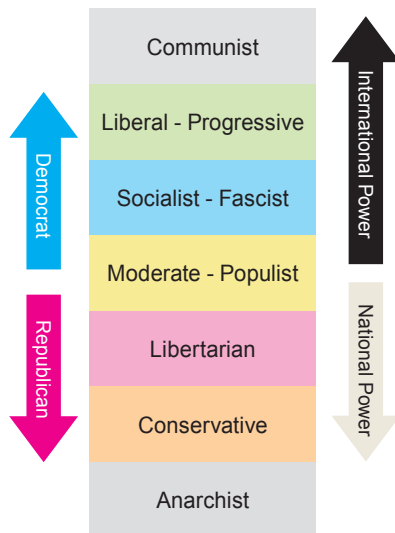 Communist
Liberal - Progressive
Socialist - Fascist
Moderate - Populist
Libertarian
Conservative
Anarchist
Democrat
Republican
International Power
National Power